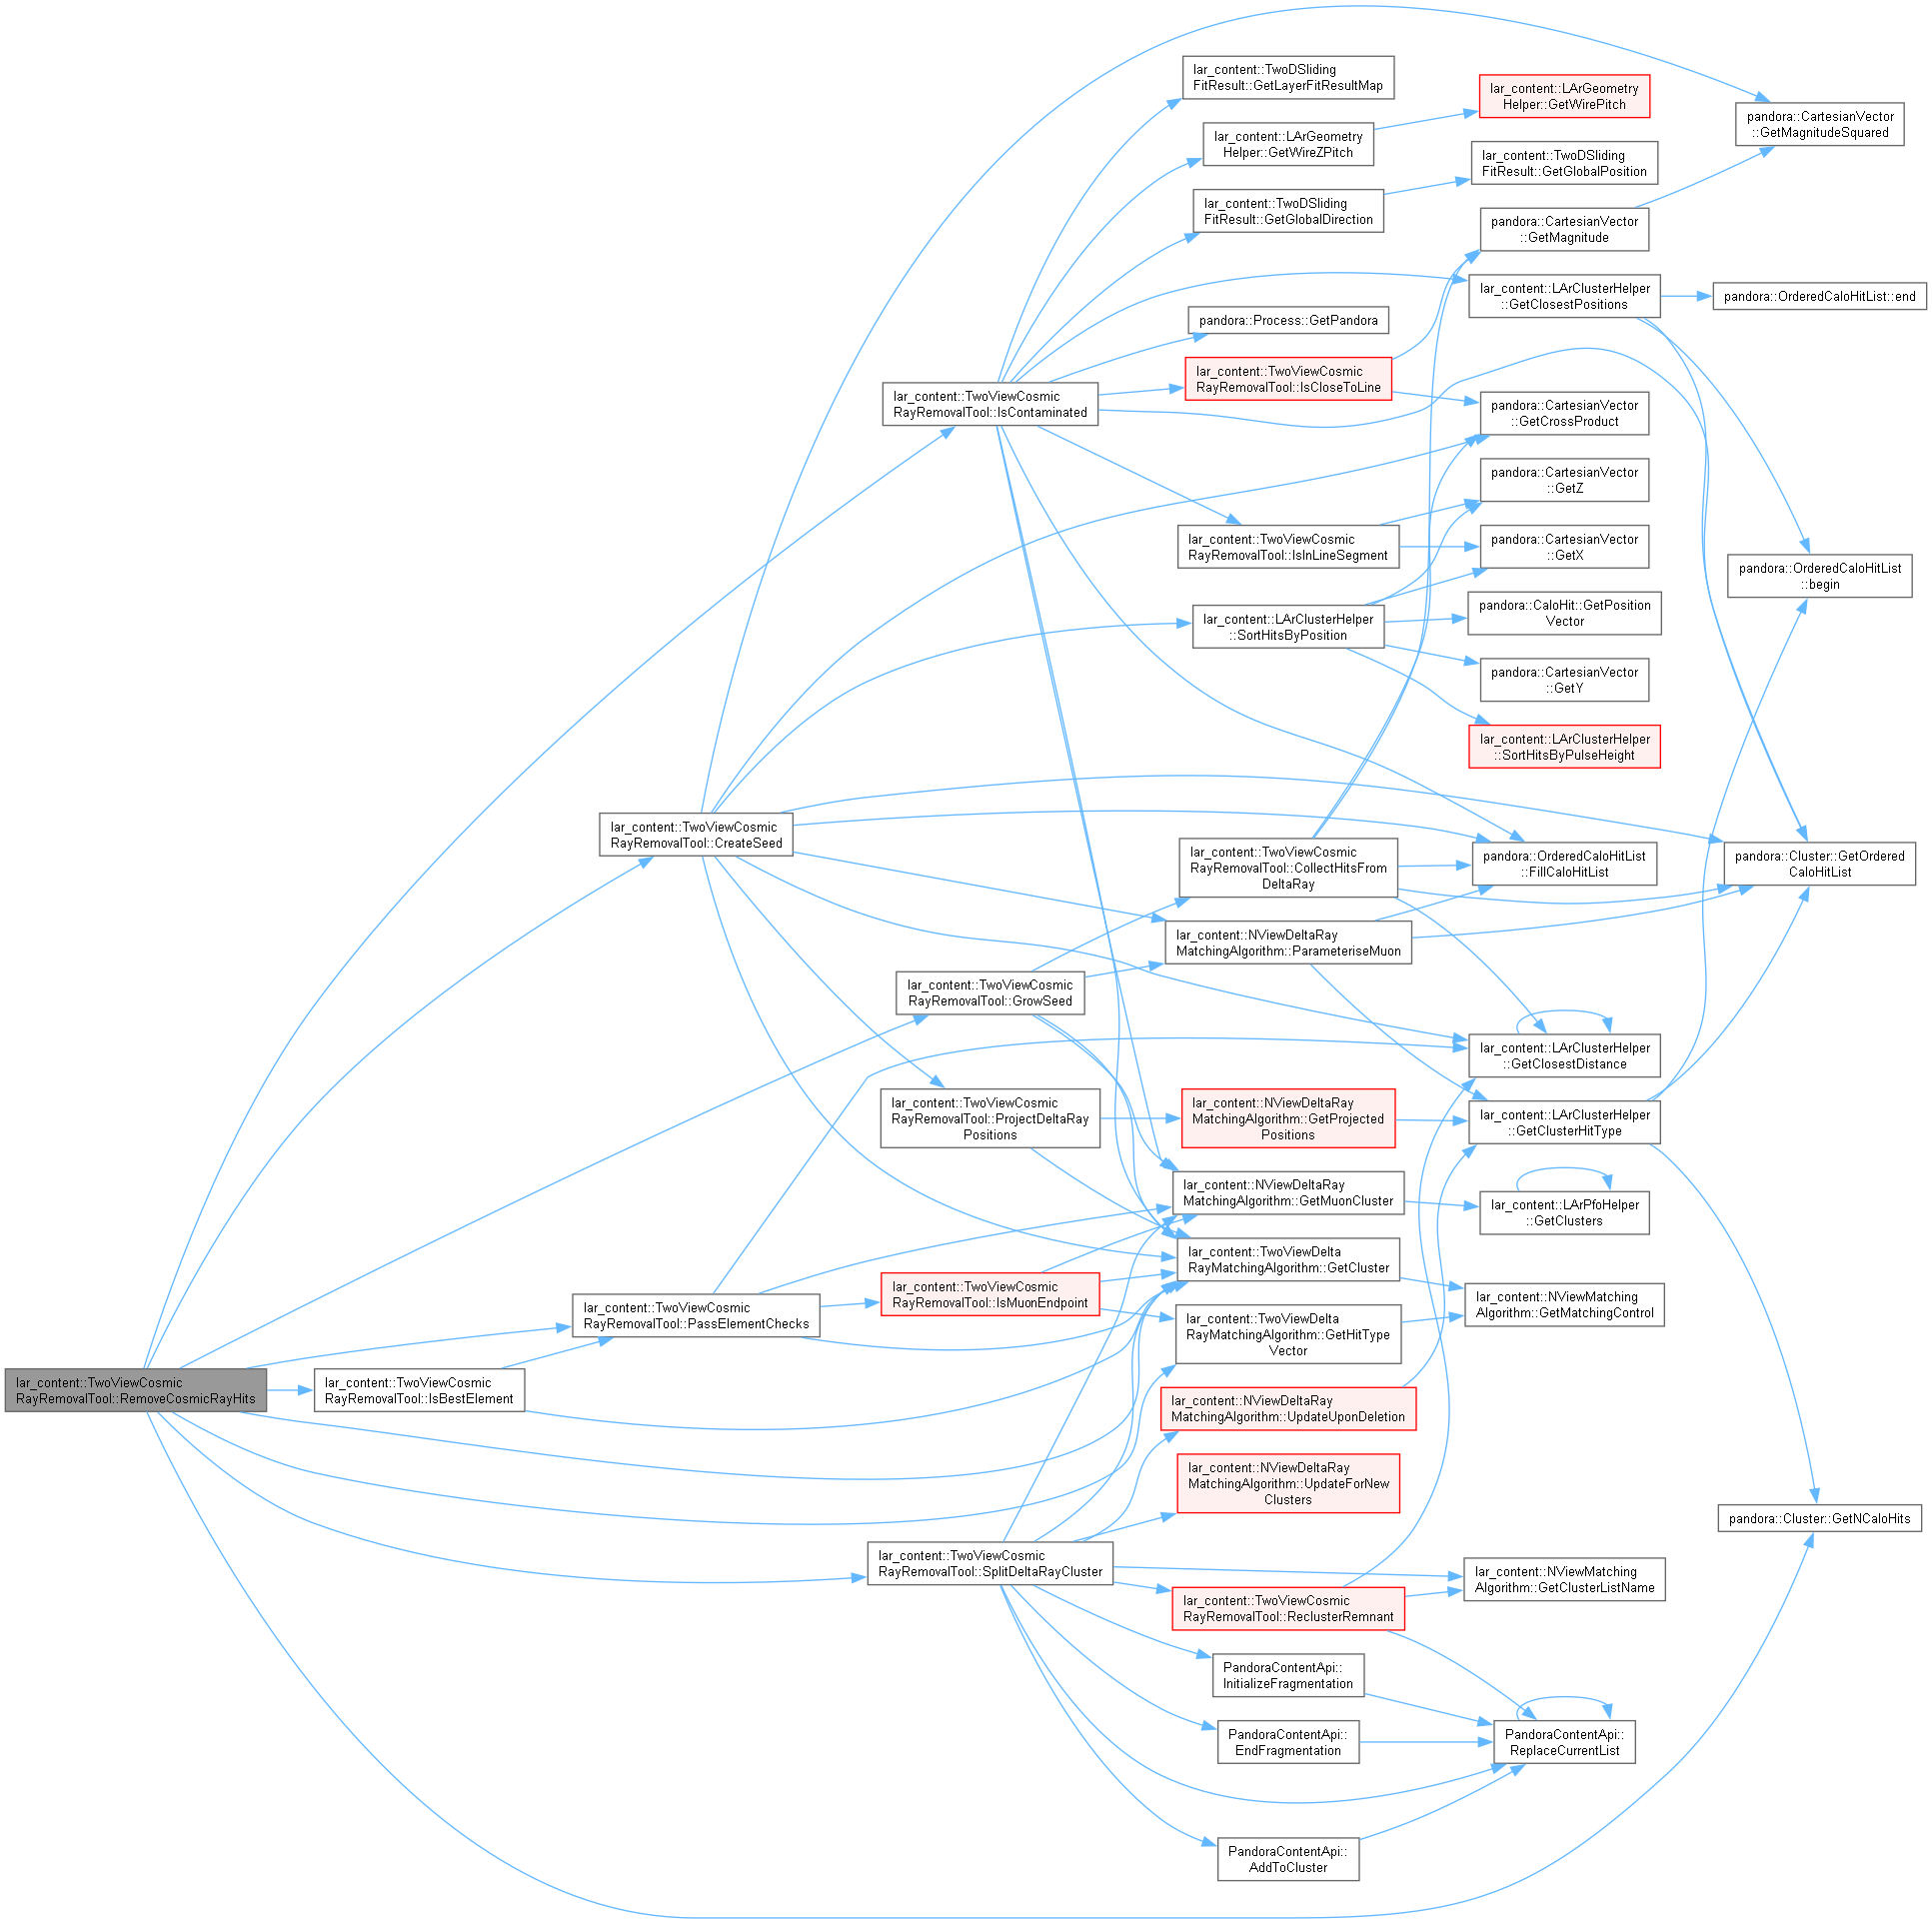 lar_content::TwoDSliding
FitResult::GetLayerFitResultMap
lar_content::LArGeometry
Helper::GetWirePitch
pandora::CartesianVector
::GetMagnitudeSquared
lar_content::LArGeometry
Helper::GetWireZPitch
lar_content::TwoDSliding
FitResult::GetGlobalPosition
lar_content::TwoDSliding
FitResult::GetGlobalDirection
pandora::CartesianVector
::GetMagnitude
lar_content::LArClusterHelper
::GetClosestPositions
pandora::OrderedCaloHitList::end
pandora::Process::GetPandora
lar_content::TwoViewCosmic
RayRemovalTool::IsCloseToLine
lar_content::TwoViewCosmic
RayRemovalTool::IsContaminated
pandora::CartesianVector
::GetCrossProduct
pandora::CartesianVector
::GetZ
lar_content::TwoViewCosmic
RayRemovalTool::IsInLineSegment
pandora::CartesianVector
::GetX
pandora::OrderedCaloHitList
::begin
lar_content::LArClusterHelper
::SortHitsByPosition
pandora::CaloHit::GetPosition
Vector
pandora::CartesianVector
::GetY
lar_content::LArClusterHelper
::SortHitsByPulseHeight
lar_content::TwoViewCosmic
RayRemovalTool::CreateSeed
lar_content::TwoViewCosmic
RayRemovalTool::CollectHitsFrom
DeltaRay
pandora::OrderedCaloHitList
::FillCaloHitList
pandora::Cluster::GetOrdered
CaloHitList
lar_content::NViewDeltaRay
MatchingAlgorithm::ParameteriseMuon
lar_content::TwoViewCosmic
RayRemovalTool::GrowSeed
lar_content::LArClusterHelper
::GetClosestDistance
lar_content::TwoViewCosmic
RayRemovalTool::ProjectDeltaRay
Positions
lar_content::NViewDeltaRay
MatchingAlgorithm::GetProjected
Positions
lar_content::LArClusterHelper
::GetClusterHitType
lar_content::NViewDeltaRay
MatchingAlgorithm::GetMuonCluster
lar_content::LArPfoHelper
::GetClusters
lar_content::TwoViewDelta
RayMatchingAlgorithm::GetCluster
lar_content::TwoViewCosmic
RayRemovalTool::IsMuonEndpoint
lar_content::NViewMatching
Algorithm::GetMatchingControl
lar_content::TwoViewCosmic
RayRemovalTool::PassElementChecks
lar_content::TwoViewDelta
RayMatchingAlgorithm::GetHitType
Vector
lar_content::TwoViewCosmic
RayRemovalTool::RemoveCosmicRayHits
lar_content::TwoViewCosmic
RayRemovalTool::IsBestElement
lar_content::NViewDeltaRay
MatchingAlgorithm::UpdateUponDeletion
lar_content::NViewDeltaRay
MatchingAlgorithm::UpdateForNew
Clusters
pandora::Cluster::GetNCaloHits
lar_content::TwoViewCosmic
RayRemovalTool::SplitDeltaRayCluster
lar_content::NViewMatching
Algorithm::GetClusterListName
lar_content::TwoViewCosmic
RayRemovalTool::ReclusterRemnant
PandoraContentApi::
InitializeFragmentation
PandoraContentApi::
EndFragmentation
PandoraContentApi::
ReplaceCurrentList
PandoraContentApi::
AddToCluster